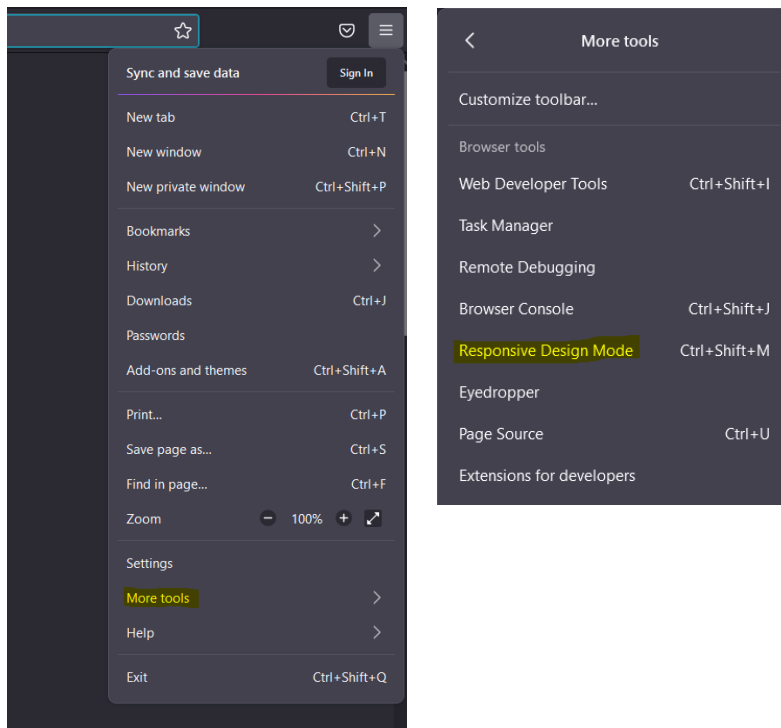 Sync and save data Sign In
New tab Ctrl+T
New window Ctrl+N
New private window Ctrl+Shift+P
Bookmarks
History
Downloads Ctrl+J
Passwords
Add-ons and themes Ctrl+Shift+A
Print... Ctrl+P
Save page as... Ctrl+S
Find in page... Ctrl+F
Zoom 100%
Settings
More tools
Help
Exit Ctrl+Shift+Q
More tools
Customize toolbar...
Browser tools
Web Developer Tools Ctrl+Shift+I
Task Manager
Remote Debugging
Browser Console Ctrl+Shift+J
Responsive Design Mode Ctrl+Shift+M
Eyedropper
Page Source Ctrl+U
Extensions for developers